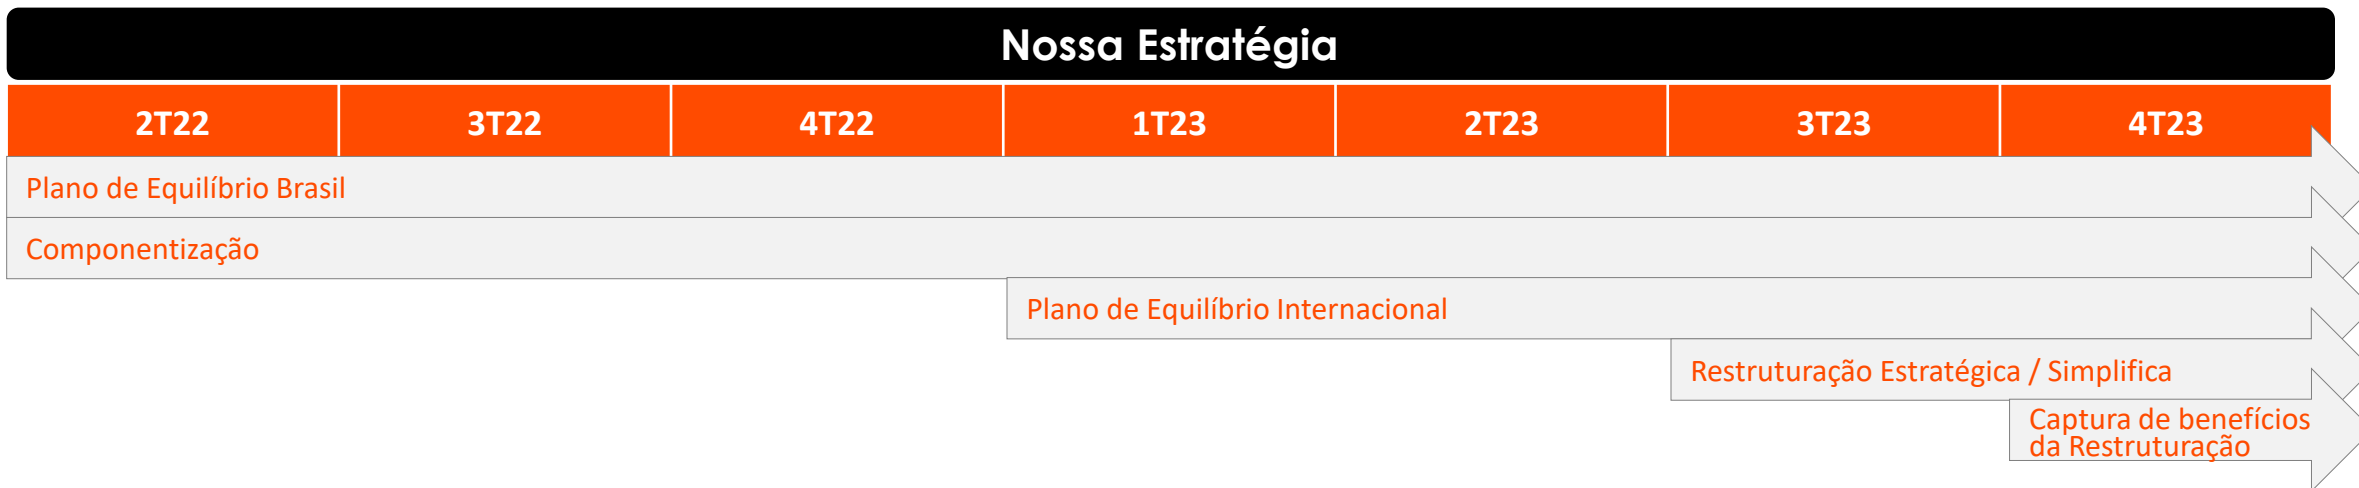 Nossa Estratégia
2T22 3T22 4T22 1T23 2T23 3T23 4T23
Plano de Equilíbrio Brasil
Componentização
Plano de Equilíbrio Internacional
Restruturação Estratégica / Simplifica
Captura de benefícios
da Restruturação